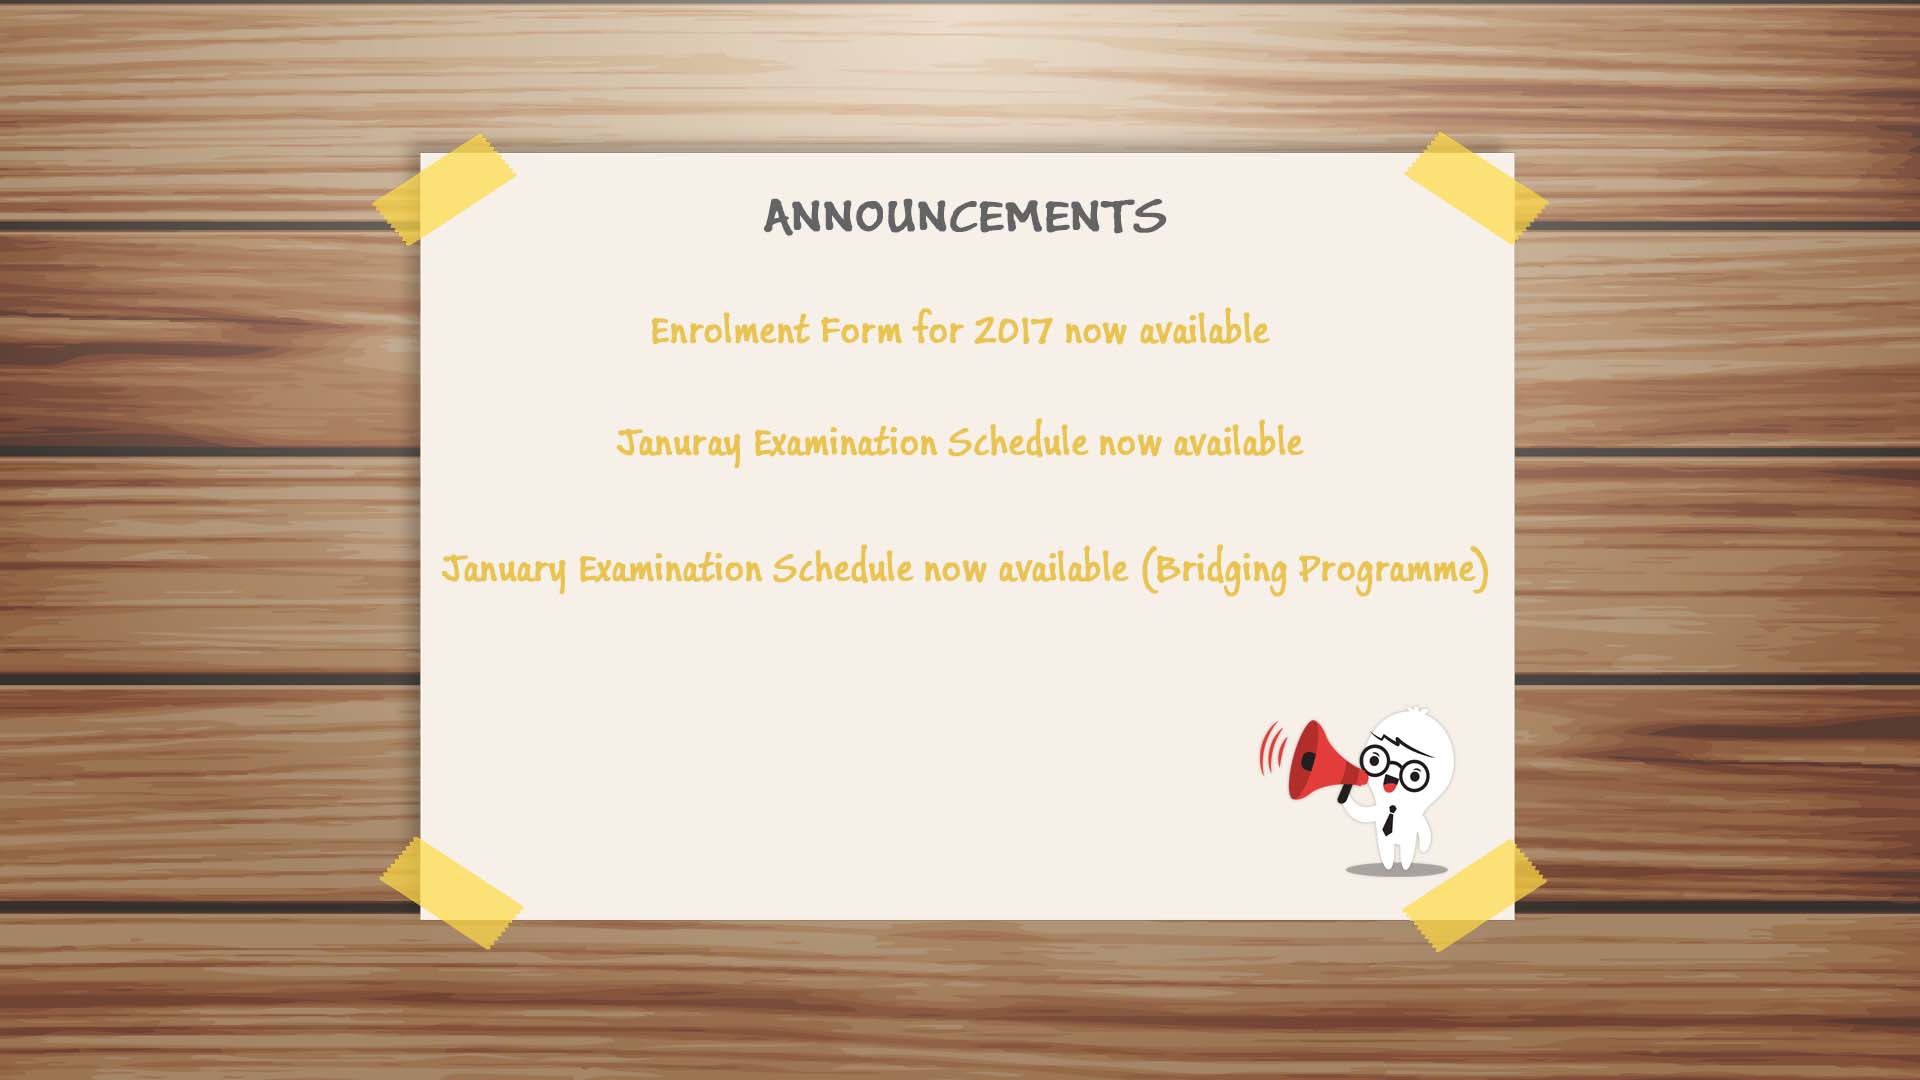 ANNOUNCEMENTS
Enrolment Form for 2017 now available
Januray Examination Schedule now available
January Examination Schedule now available (Bridging Programme)